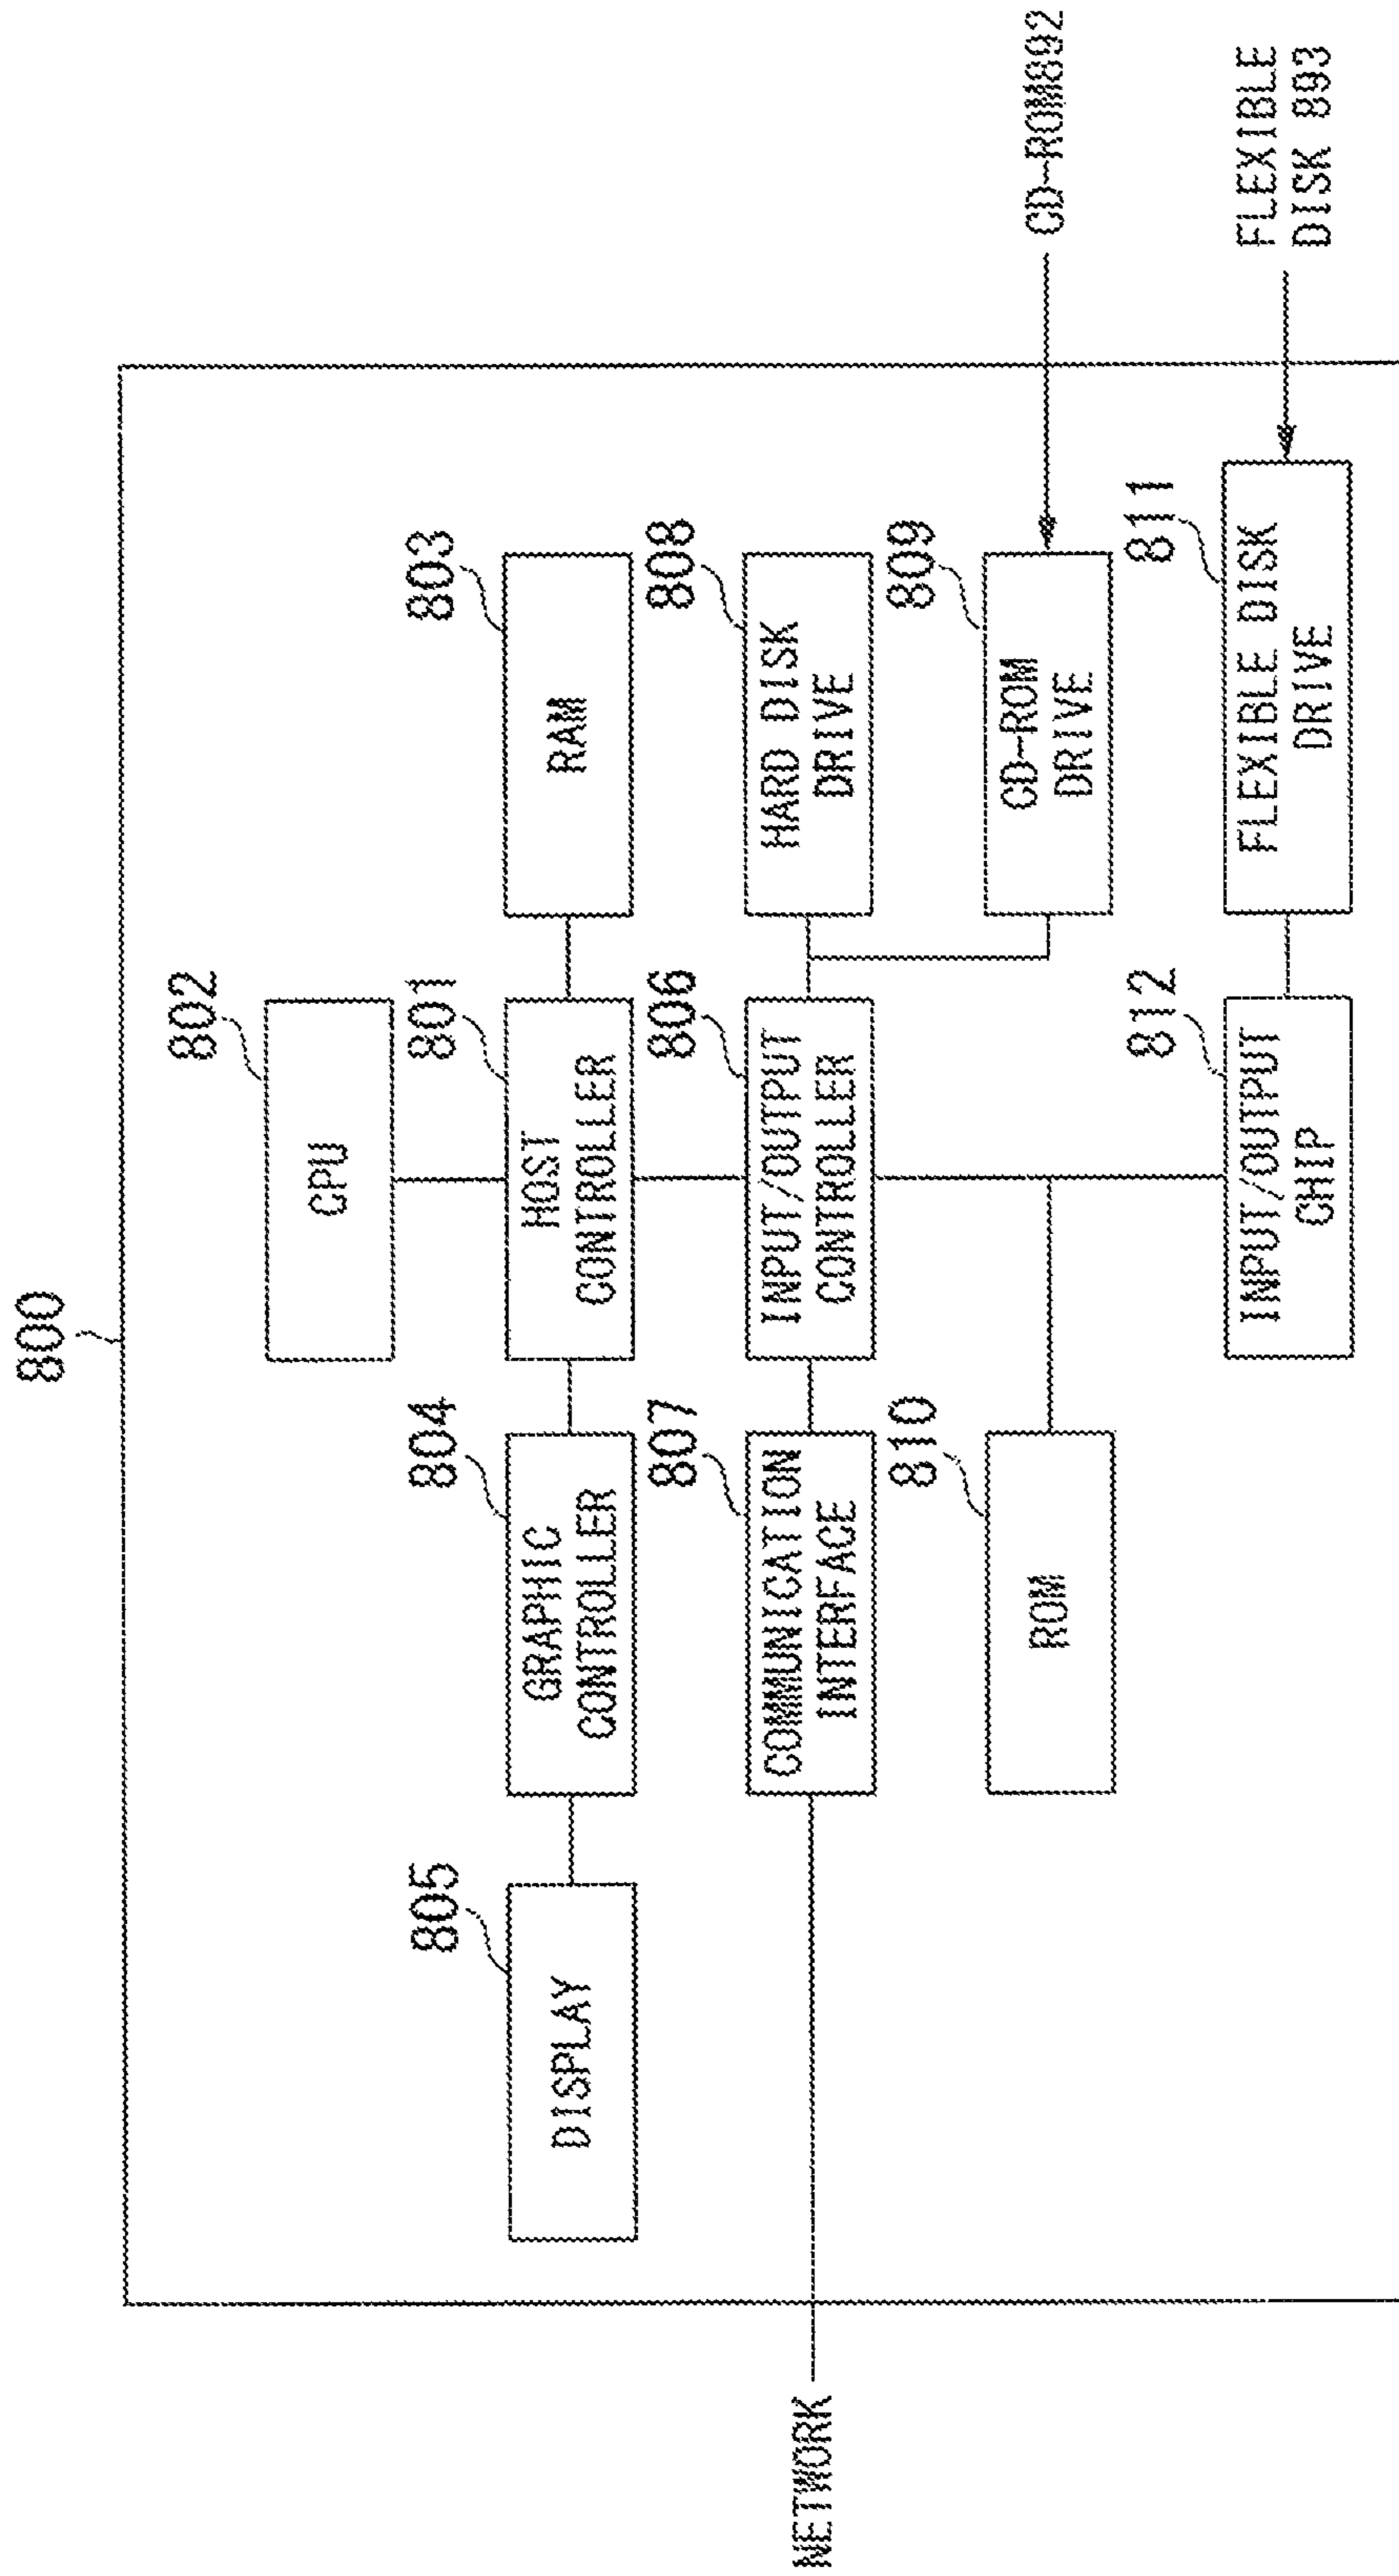 800
802
CPU
805
DISPLAY
804
GRAPHIC
CONTROLLER
801
HOST
CONTROLLER
803
RAM
NETWORK
807
COMMUNICATION
INTERFACE
806
INPUT/OUTPUT
CONTROLLER
808
HARD DISK
DRIVE
810
ROM
809
CD-ROM
DRIVE
CD-ROM892
812
INPUT/OUTPUT
CHIP
811
FLEXIBLE DISK
DRIVE
FLEXIBLE
DISK 893